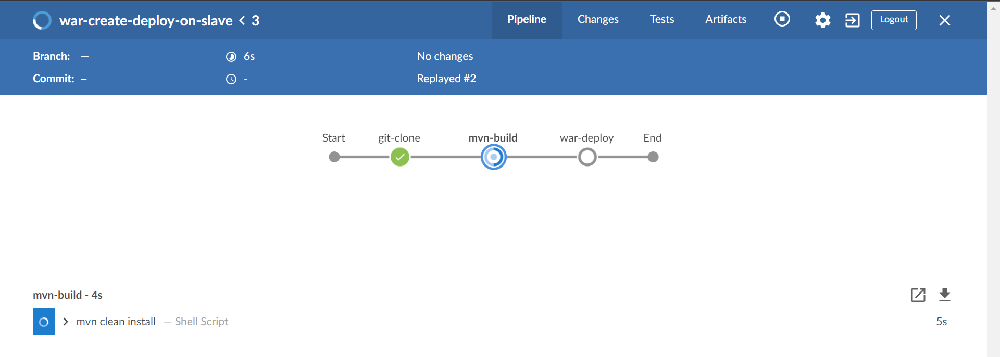 war-create-deploy-on-slave < 3
Pipeline
Changes
Tests
Artifacts
Logout
Branch: —
6s
No changes
Commit: –
-
Replayed #2
Start
git-clone
mvn-build
war-deploy
End
mvn-build - 4s
mvn clean install — Shell Script
5s